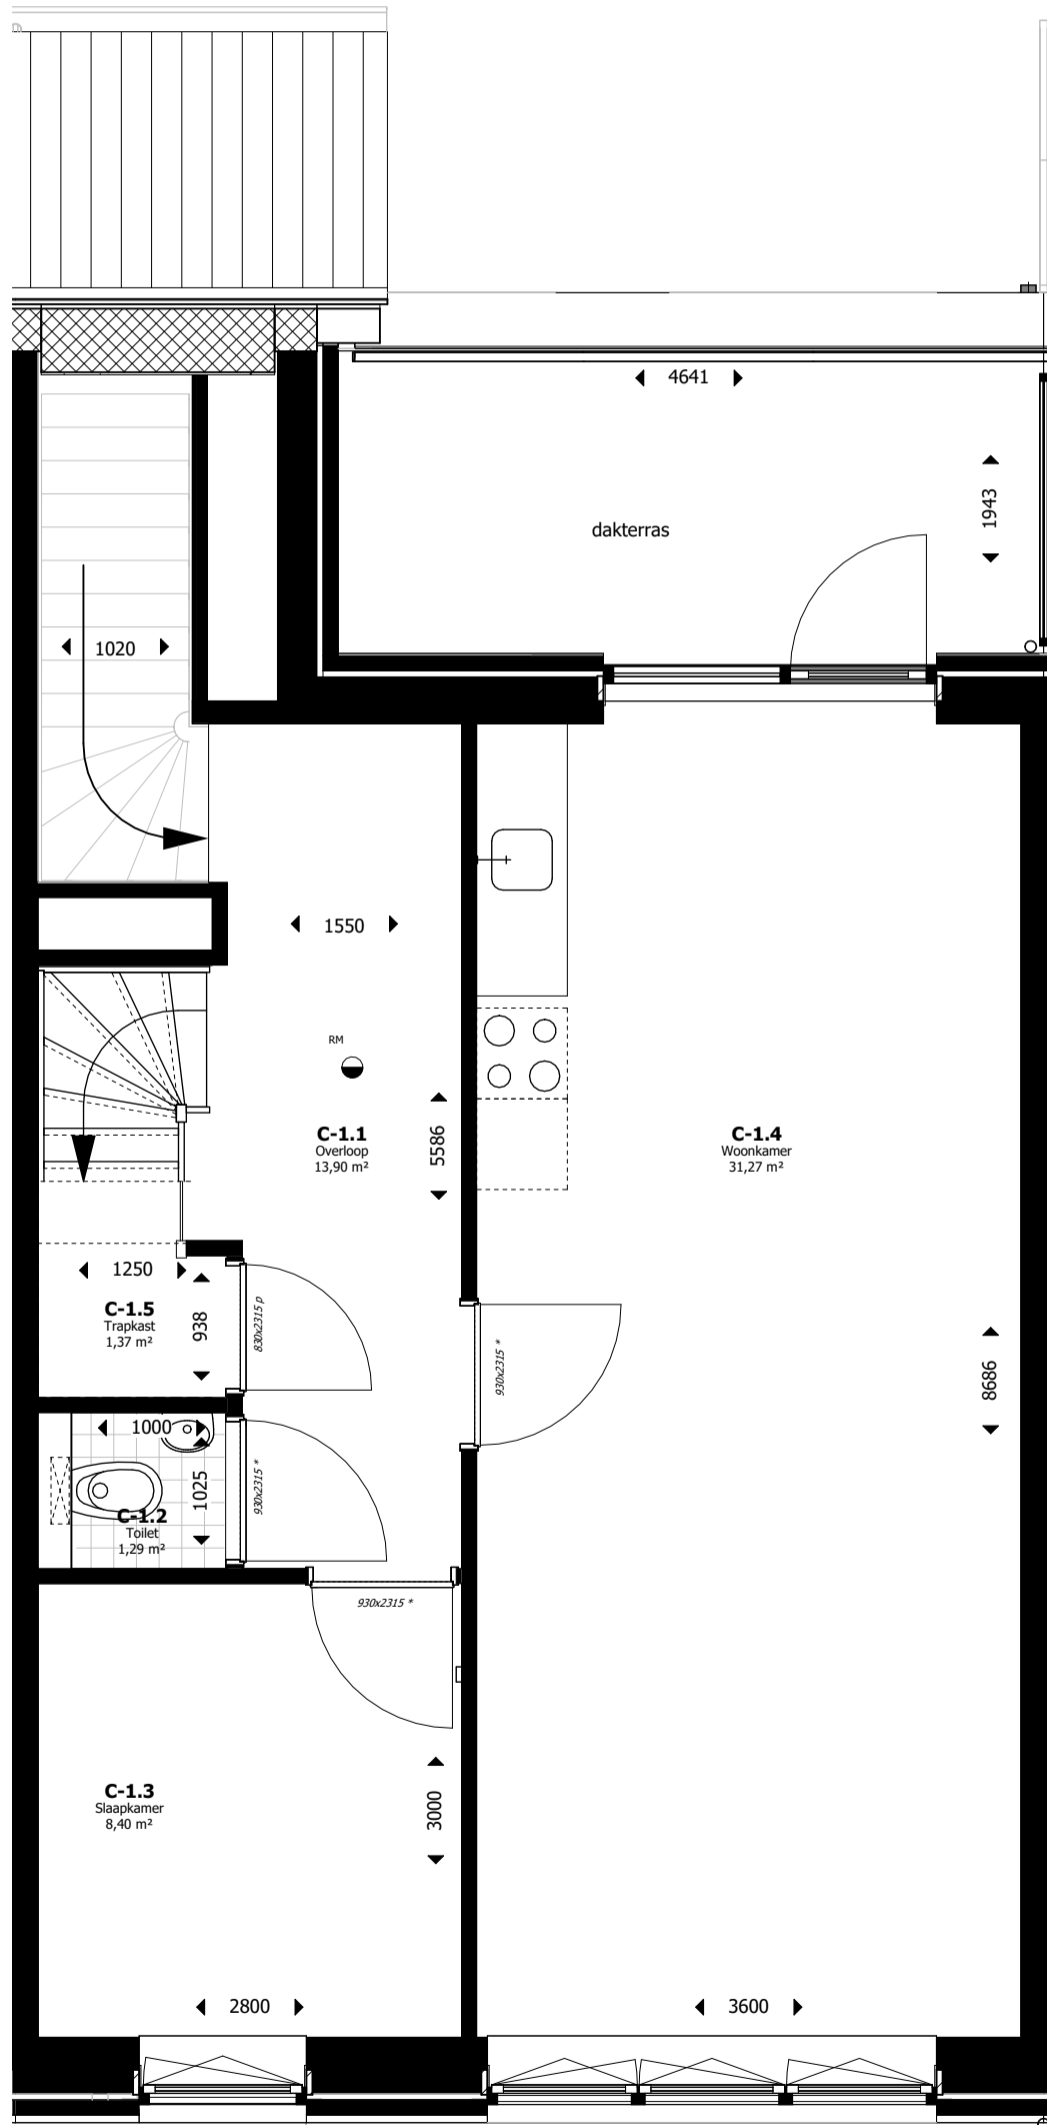 4641
1943
dakterras
1020
1550
RM
C-1.1
Overloop
13,90 m²
5586
C-1.4
Woonkamer
31,27 m²
1250
C-1.5
Trapkast
1,37 m²
938
830x2315 p
930x2315 *
8686
1000
1025
930x2315 *
C-1.2
Toilet
1,29 m²
930x2315 *
C-1.3
Slaapkamer
8,40 m²
3000
2800
3600